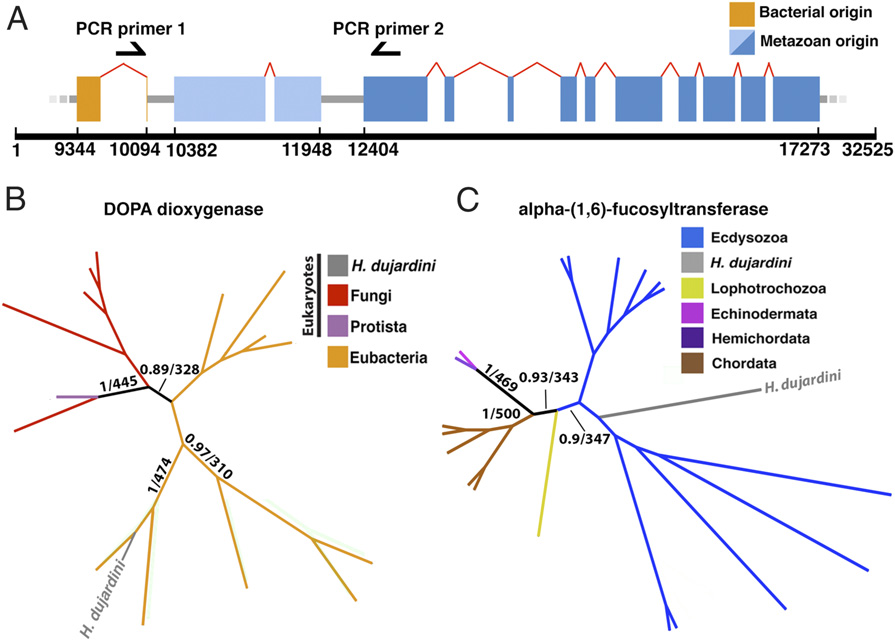 A
PCR primer 1
PCR primer 2
Bacterial origin
Metazoan origin
1
9344
10094
10382
11948
12404
17273
32525
B
DOPA dioxygenase
Eukaryotes
H. dujardini
Fungi
Protista
Eubacteria
1/445
0.89/328
0.97/310
1/474
H. dujardini
C
alpha-(1,6)-fucosyltransferase
Ecdysozoa
H. dujardini
Lophotrochozoa
Echinodermata
Hemichordata
Chordata
1/469
0.93/343
1/500
0.9/347
H. dujardini